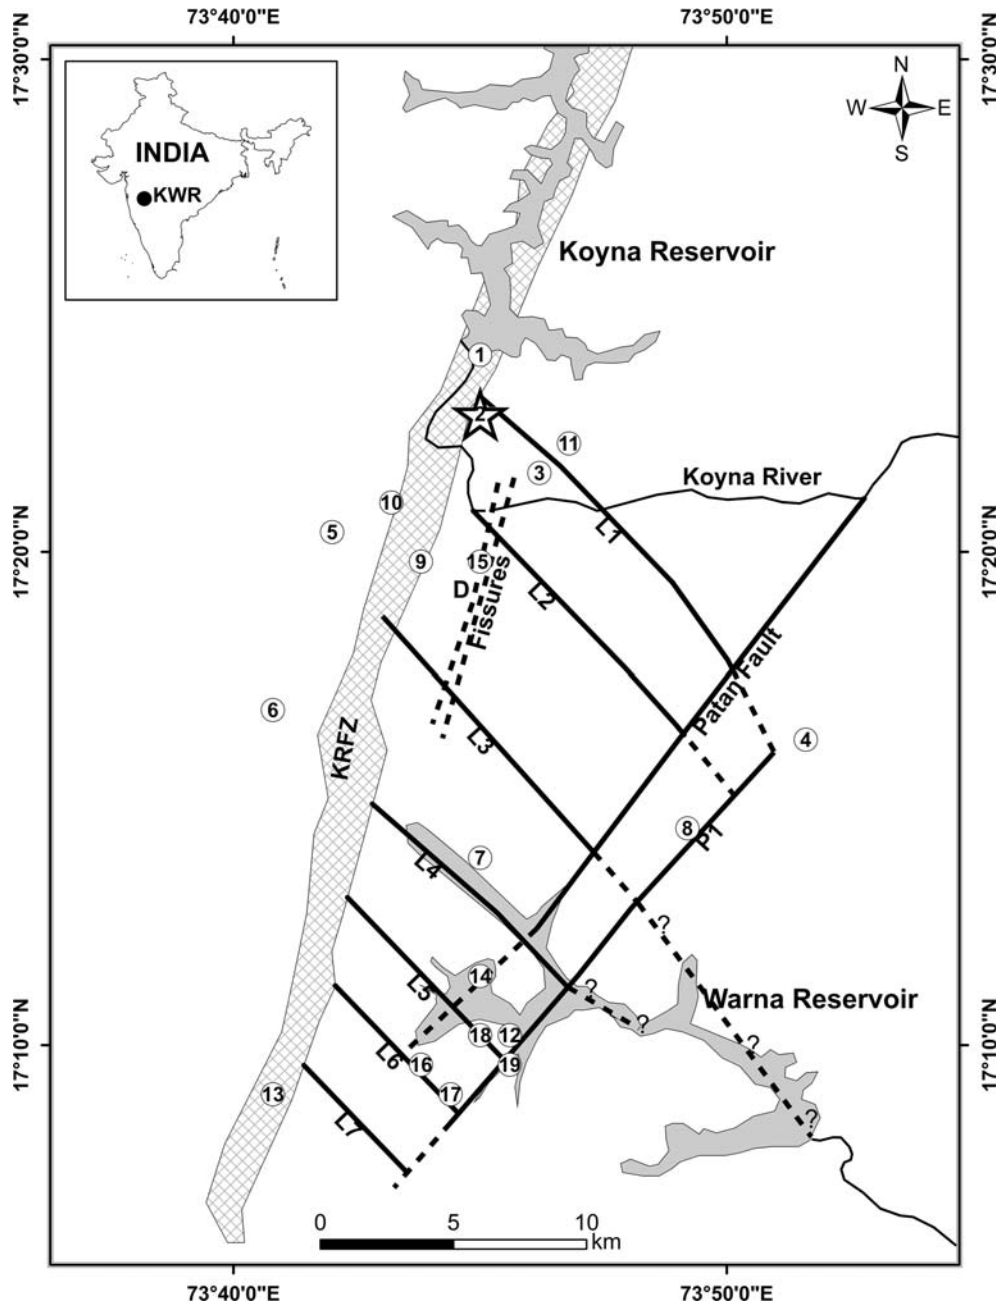 73°40'0"E
73°50'0"E
17°30'0"N
17°30'0"N
INDIA
KWR
N
W
E
S
Koyna Reservoir
1
2
11
3
Koyna River
10
5
L1
17°20'0"N
17°20'0"N
9
15
D
Fissures
L2
Patan Fault
6
4
L3
KRFZ
8
P1
7
L4
?
14
?
Warna Reservoir
L5
?
18
12
?
17°10'0"N
17°10'0"N
L6
16
19
13
17
?
L7
0
5
10
km
73°40'0"E
73°50'0"E